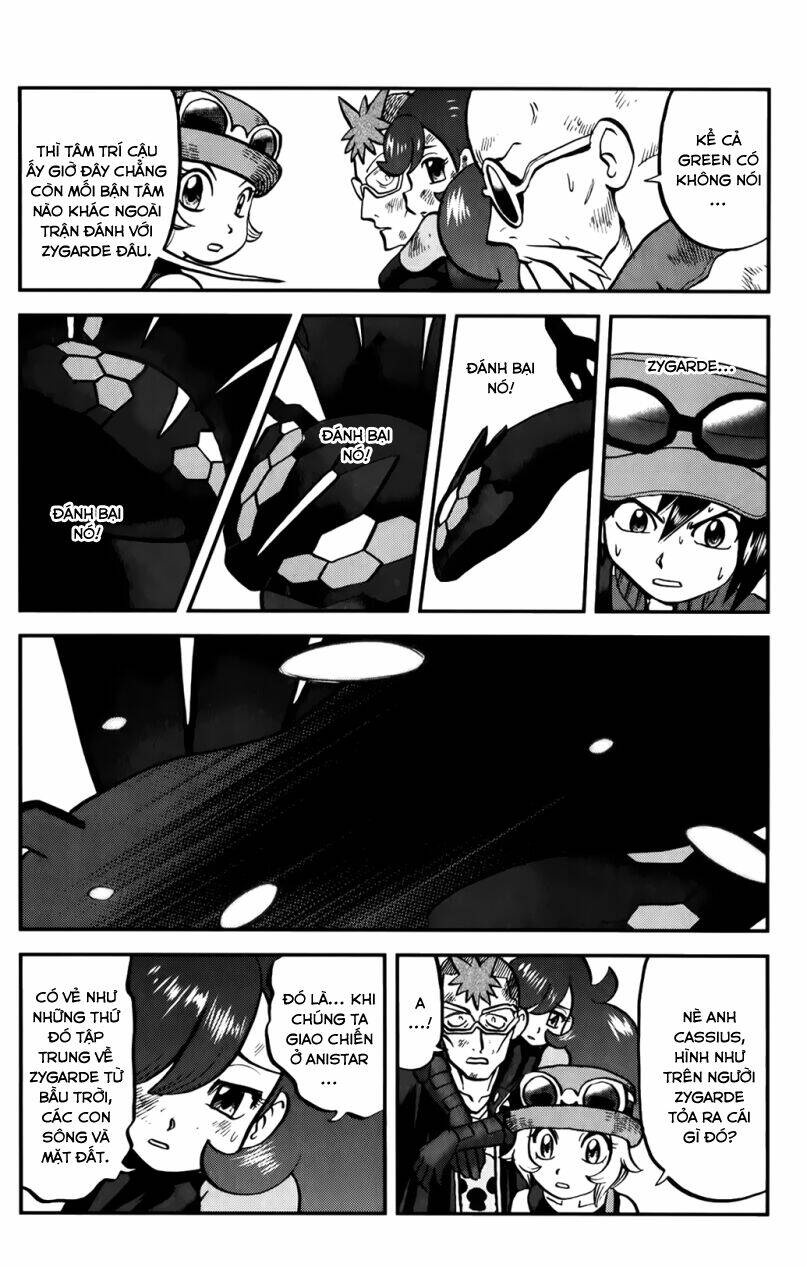 KỂ CẢ
GREEN CÓ
KHÔNG NÓI
...
THÌ TÂM TRÍ CẬU
ẤY GIỜ ĐÂY CHẲNG
CÒN MỐI BẬN TÂM
NÀO KHÁC NGOÀI
TRẬN ĐÁNH VỚI
ZYGARDE ĐÂU.
ZYGARDE...
ĐÁNH BẠI
NÓ!
ĐÁNH BẠI
NÓ!
ĐÁNH BẠI
NÓ!
NÈ ANH
CASSIUS,
HÌNH NHƯ
TRÊN NGƯỜI
ZYGARDE
TỎA RA CÁI
GÌ ĐÓ?
A
...!
ĐÓ LÀ... KHI
CHÚNG TA
GIAO CHIẾN
Ở ANISTAR
...
CÓ VẺ NHƯ
NHỮNG THỨ
ĐÓ TẬP
TRUNG VỀ
ZYGARDE TỪ
BẦU TRỜI,
CÁC CON
SÔNG VÀ
MẶT ĐẤT.